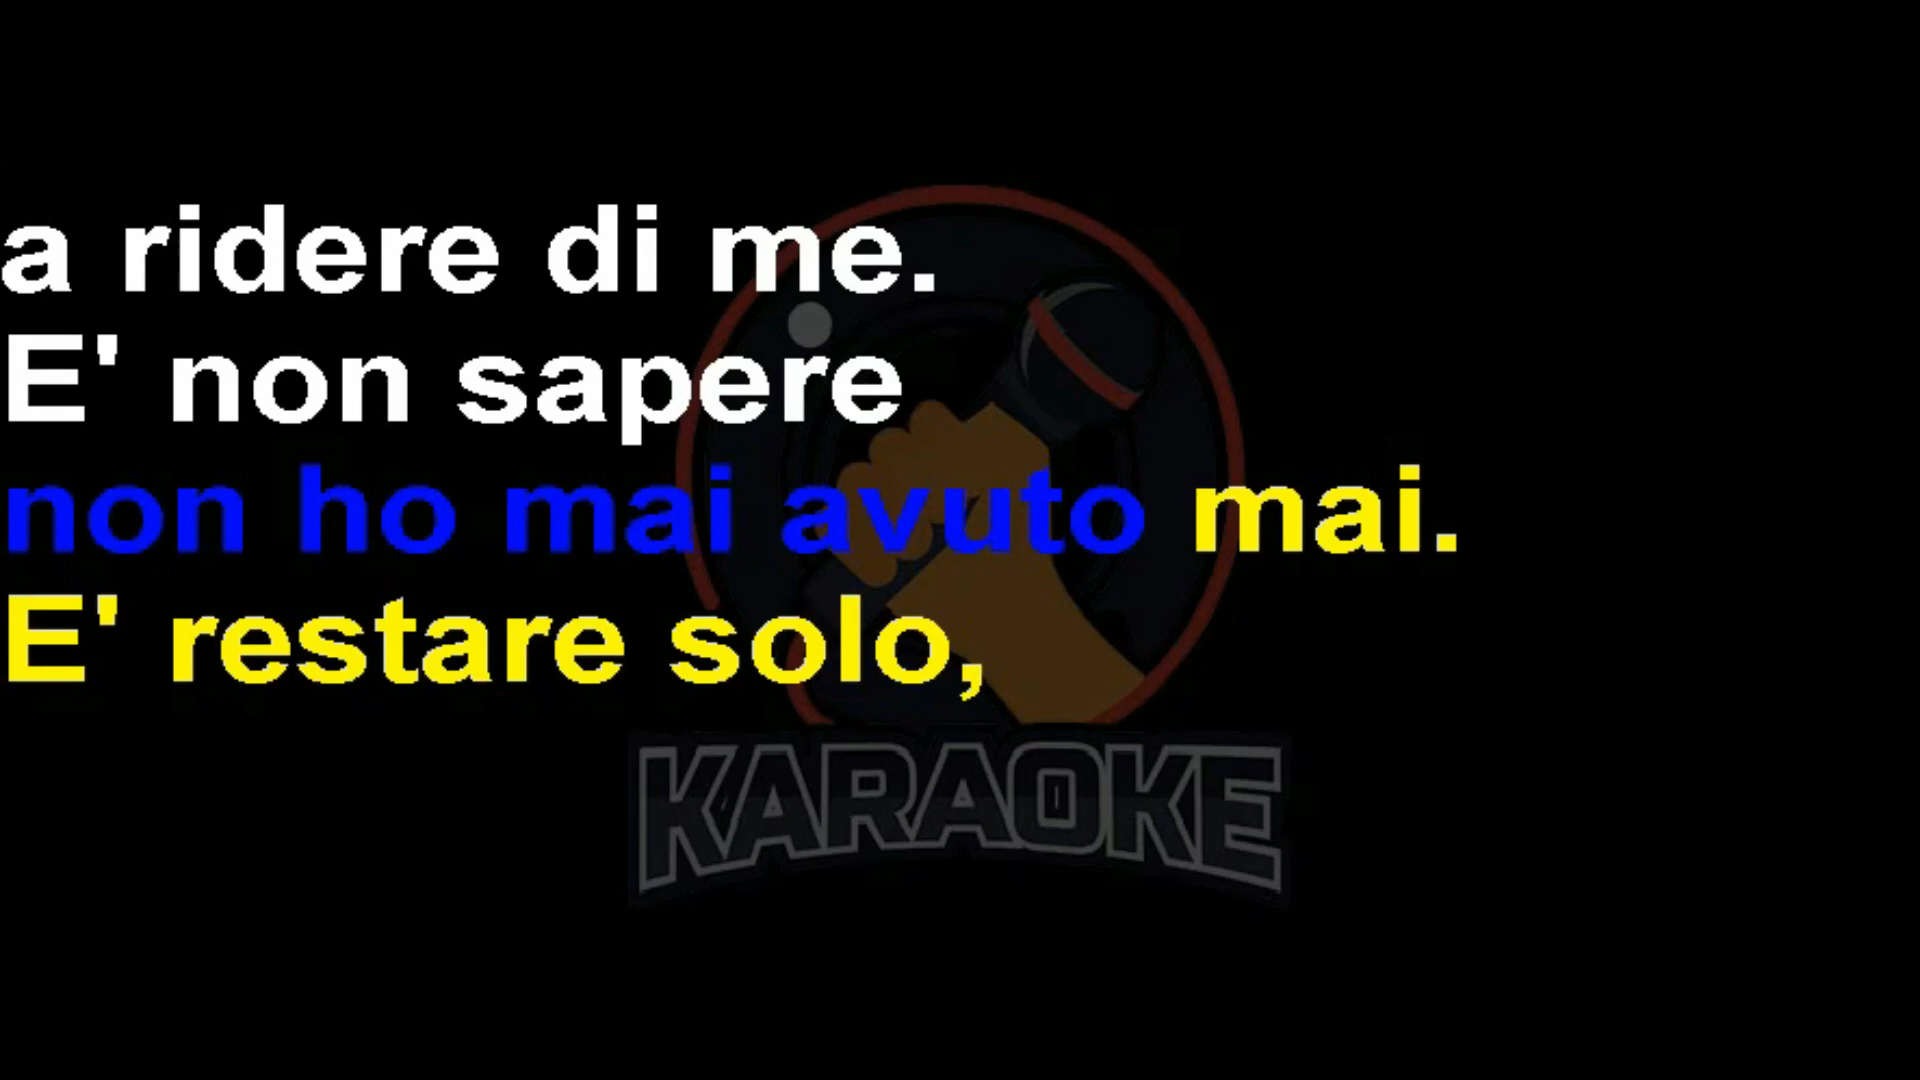 a ridere di me.
E' non sapere
non ho mai avuto mai.
E' restare solo,
KARAOKE